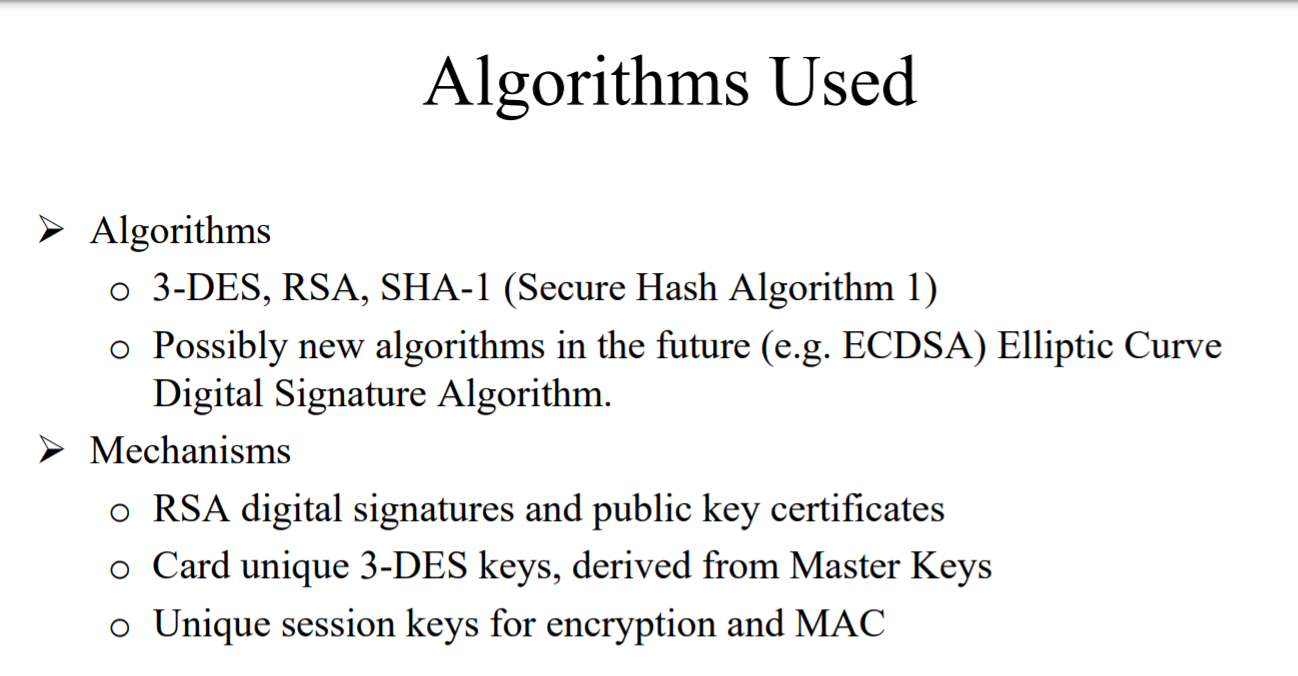 Algorithms Used
➢ Algorithms
o 3-DES, RSA, SHA-1 (Secure Hash Algorithm 1)
o Possibly new algorithms in the future (e.g. ECDSA) Elliptic Curve
Digital Signature Algorithm.
➢ Mechanisms
o RSA digital signatures and public key certificates
o Card unique 3-DES keys, derived from Master Keys
o Unique session keys for encryption and MAC